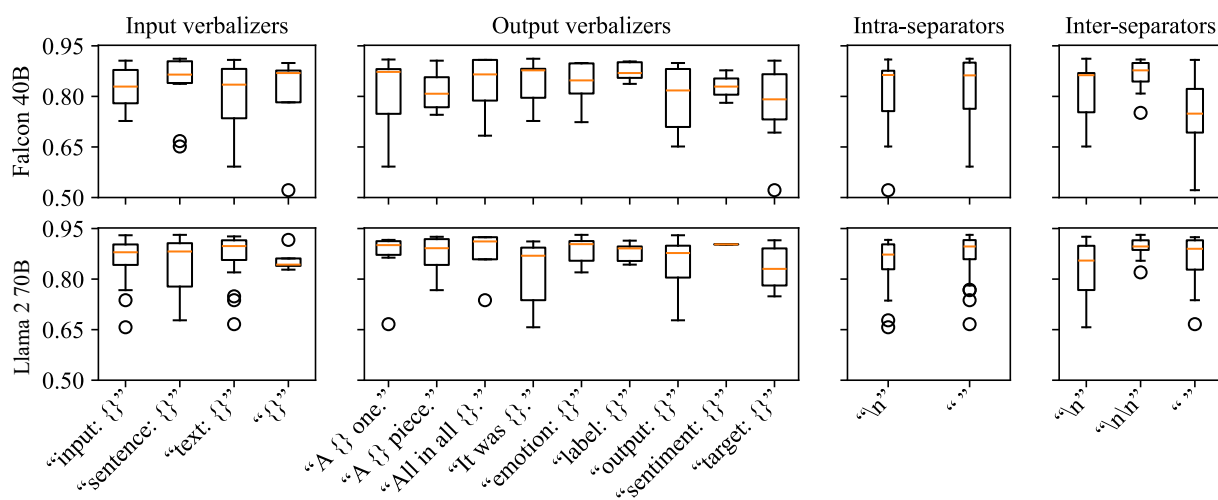 Input verbalizers
Output verbalizers
Intra-separators
Inter-separators
Falcon 40B
0.95
0.80
0.65
0.50
Llama 2 70B
0.95
0.80
0.65
0.50
“input: {}”
“sentence: {}”
“text: {}”
“{}”
“A {} one.”
“A {} piece.”
“All in all {}.”
“It was {}.”
“emotion: {}”
“label: {}”
“output: {}”
“sentiment: {}”
“target: {}”
“\n”
“ ”
“\n”
“\n\n”
“ ”